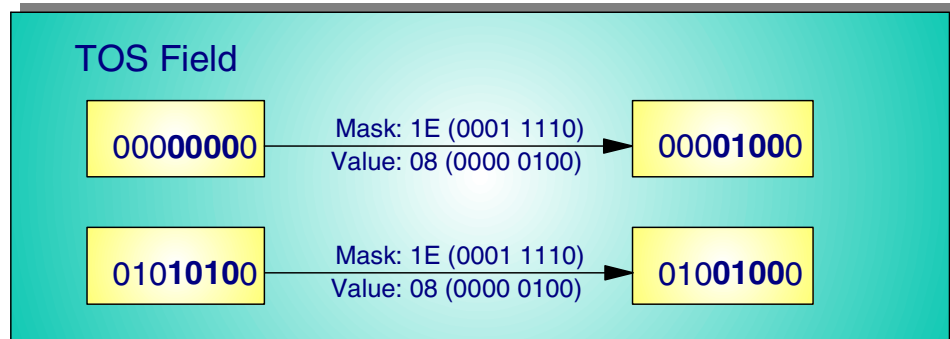 TOS Field
00000000
Mask: 1E (0001 1110)
Value: 08 (0000 0100)
00001000
01010100
Mask: 1E (0001 1110)
Value: 08 (0000 0100)
01001000